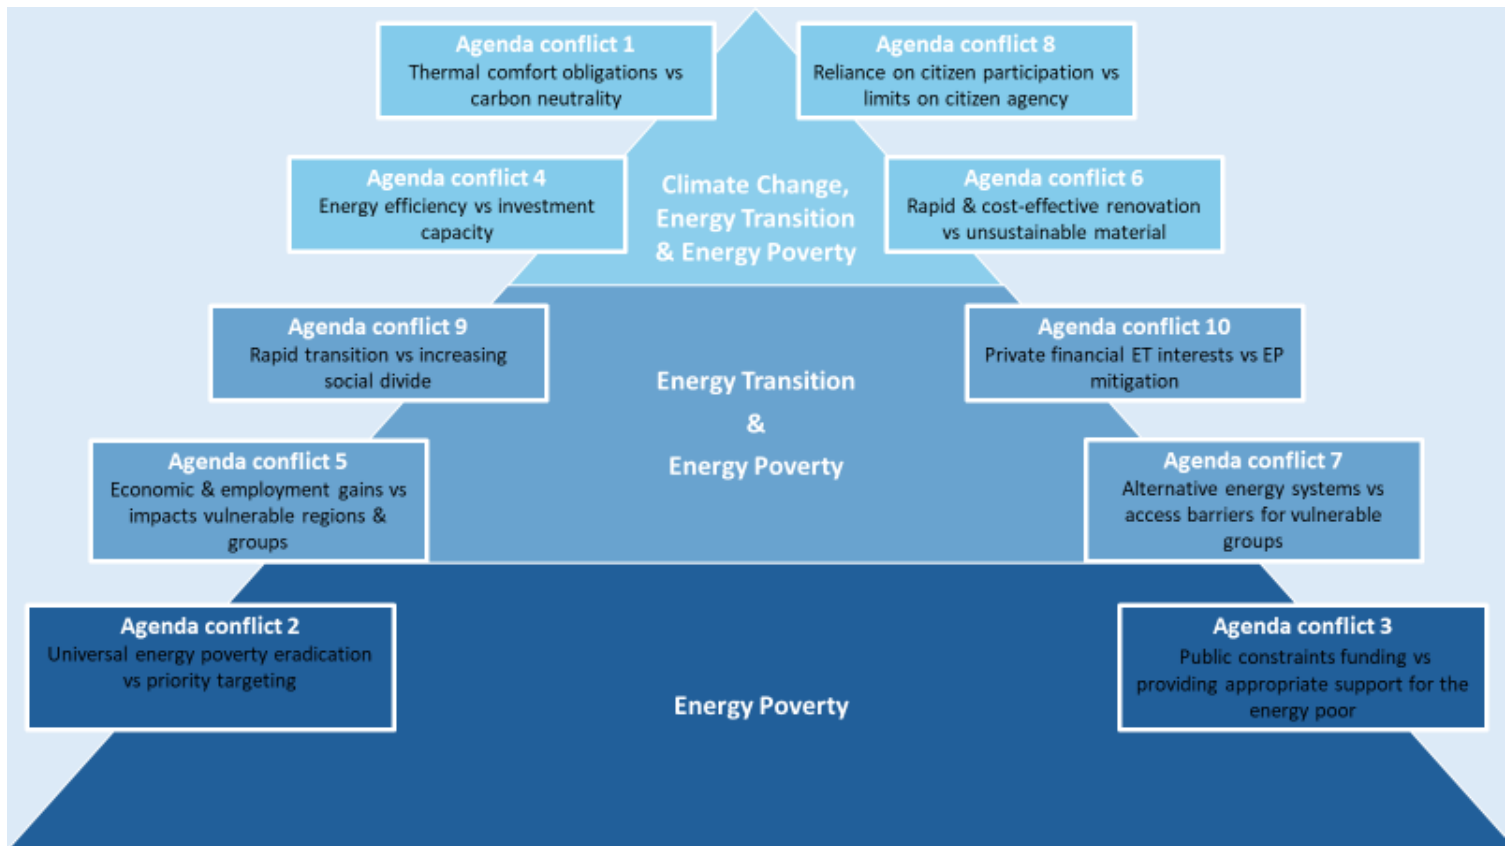 Agenda conflict 1
Thermal comfort obligations vs
carbon neutrality
Agenda conflict 8
Reliance on citizen participation vs
limits on citizen agency
Agenda conflict 4
Energy efficiency vs investment
capacity
Climate Change,
Energy Transition
& Energy Poverty
Agenda conflict 6
Rapid & cost-effective renovation
vs unsustainable material
Agenda conflict 9
Rapid transition vs increasing
social divide
Energy Transition
&
Energy Poverty
Agenda conflict 10
Private financial ET interests vs EP
mitigation
Agenda conflict 5
Economic & employment gains vs
impacts vulnerable regions &
groups
Agenda conflict 7
Alternative energy systems vs
access barriers for vulnerable
groups
Agenda conflict 2
Universal energy poverty eradication
vs priority targeting
Energy Poverty
Agenda conflict 3
Public constraints funding vs
providing appropriate support for the
energy poor